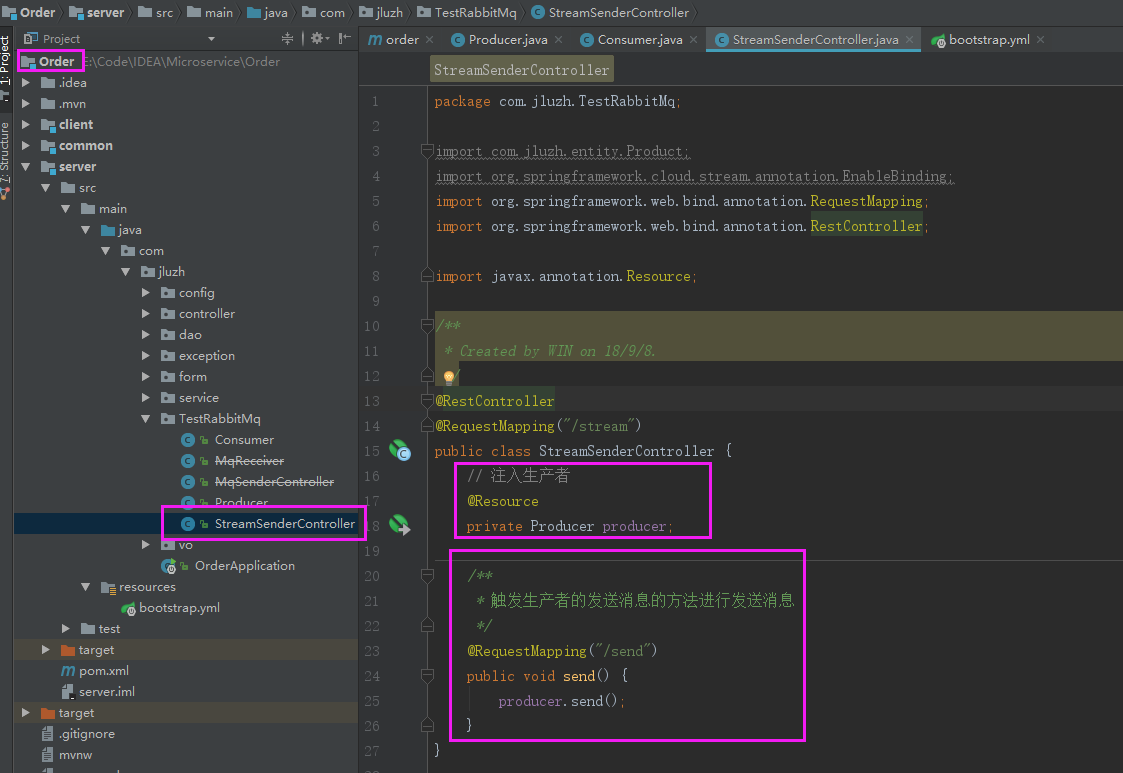 Order server src main java com jluzh TestRabbitMq StreamSenderController
Project
order Producer.java Consumer.java StreamSenderController.java bootstrap.yml
1: Project
7: Structure
Order E:\Code\IDEA\Microservice\Order
.idea
.mvn
client
common
server
src
main
java
com
jluzh
config
controller
dao
exception
form
service
TestRabbitMq
Consumer
MqReceiver
MqSenderController
Producer
StreamSenderController
vo
OrderApplication
resources
bootstrap.yml
test
target
pom.xml
server.iml
target
.gitignore
mvnw
StreamSenderController
1 package com.jluzh.TestRabbitMq;
2
3 import com.jluzh.entity.Product;
4 import org.springframework.cloud.stream.annotation.EnableBinding;
5 import org.springframework.web.bind.annotation.RequestMapping;
6 import org.springframework.web.bind.annotation.RestController;
7
8 import javax.annotation.Resource;
9
10 /**
11 * Created by WIN on 18/9/8.
12 /
13 @RestController
14 @RequestMapping("/stream")
15 public class StreamSenderController {
16 // 注入生产者
17 @Resource
18 private Producer producer;
19
20 /**
21 * 触发生产者的发送消息的方法进行发送消息
22 */
23 @RequestMapping("/send")
24 public void send() {
25 producer.send();
26 }
27 }